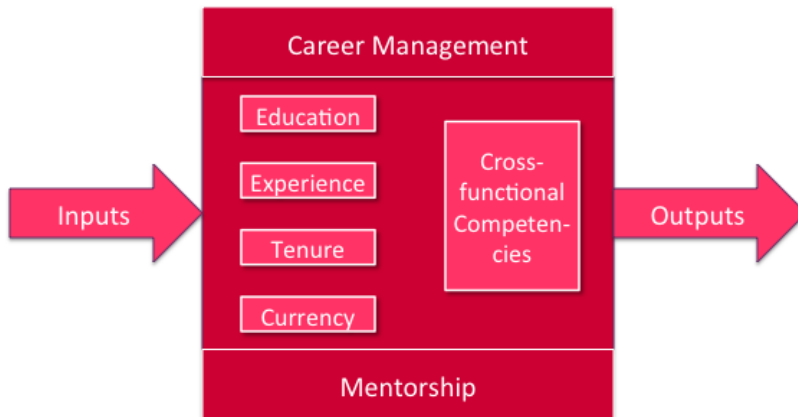 Career Management
Education
Experience
Tenure
Currency
Cross-
functional
Competen-
cies
Inputs
Outputs
Mentorship